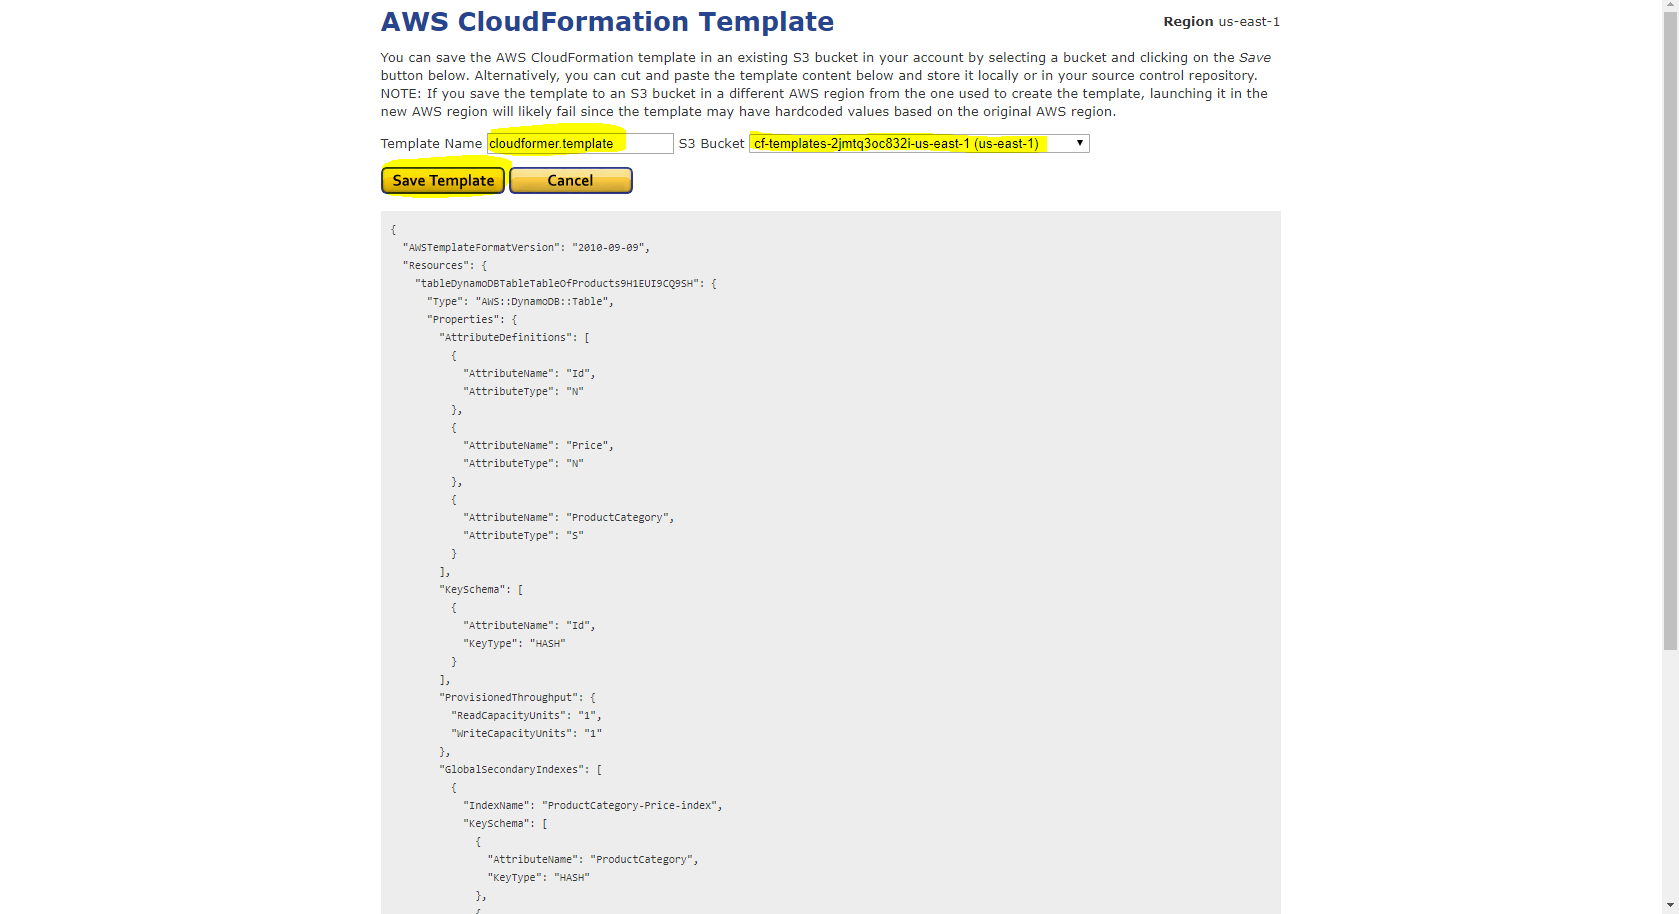 AWS CloudFormation Template
Region us-east-1
You can save the AWS CloudFormation template in an existing S3 bucket in your account by selecting a bucket and clicking on the Save
button below. Alternatively, you can cut and paste the template content below and store it locally or in your source control repository.
NOTE: If you save the template to an S3 bucket in a different AWS region from the one used to create the template, launching it in the
new AWS region will likely fail since the template may have hardcoded values based on the original AWS region.
Template Name cloudformer.template S3 Bucket cf-templates-2jmtq3oc832i-us-east-1 (us-east-1)
Save Template Cancel
{
"AWSTemplateFormatVersion": "2010-09-09",
"Resources": {
"tableDynamoDBTableTableOfProducts9H1EUI9CQ9SH": {
"Type": "AWS::DynamoDB::Table",
"Properties": {
"AttributeDefinitions": [
{
"AttributeName": "Id",
"AttributeType": "N"
},
{
"AttributeName": "Price",
"AttributeType": "N"
},
{
"AttributeName": "ProductCategory",
"AttributeType": "S"
}
],
"KeySchema": [
{
"AttributeName": "Id",
"KeyType": "HASH"
}
],
"ProvisionedThroughput": {
"ReadCapacityUnits": "1",
"WriteCapacityUnits": "1"
},
"GlobalSecondaryIndexes": [
{
"IndexName": "ProductCategory-Price-index",
"KeySchema": [
{
"AttributeName": "ProductCategory",
"KeyType": "HASH"
},
{